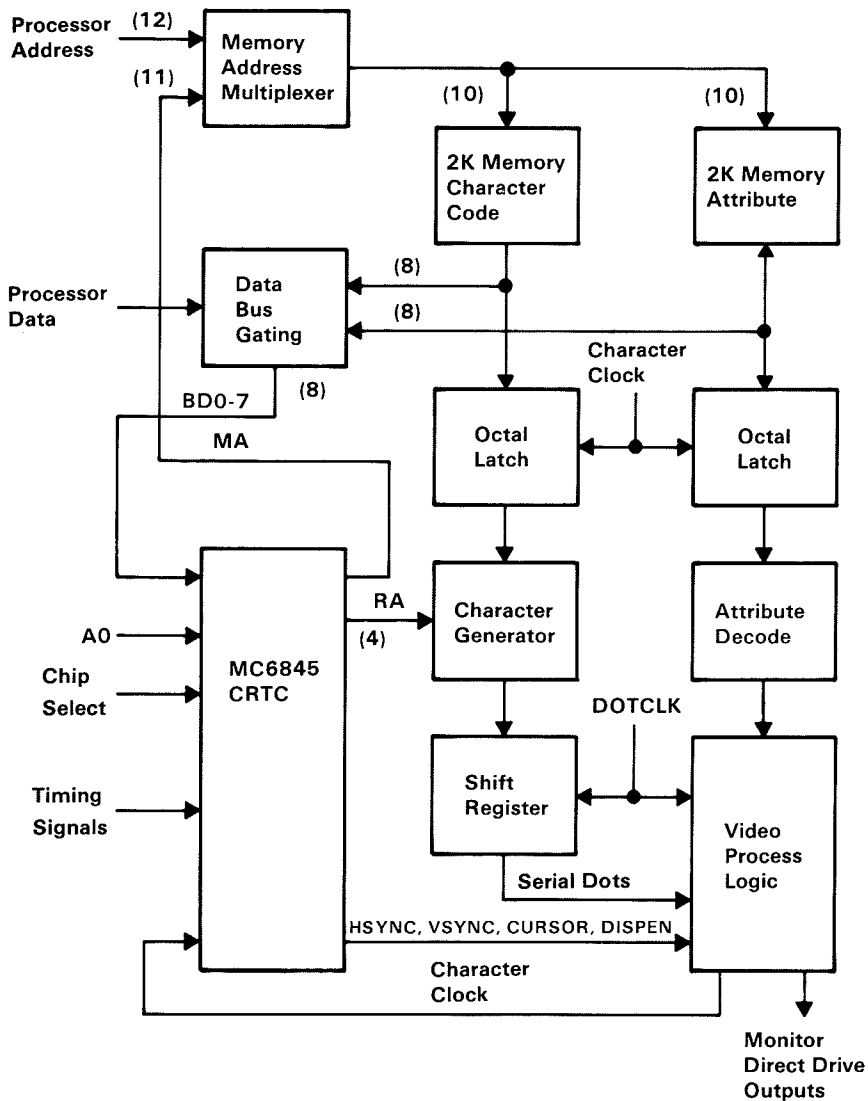 Processor
Address
(12)
(11)
Memory
Address
Multiplexer
(10)
(10)
2K Memory
Character
Code
2K Memory
Attribute
Processor
Data
Data
Bus
Gating
(8)
(8)
(8)
BD0-7
MA
Character
Clock
Octal
Latch
Octal
Latch
A0
Chip
Select
Timing
Signals
MC6845
CRTC
RA
(4)
Character
Generator
Attribute
Decode
DOTCLK
Shift
Register
Video
Process
Logic
Serial Dots
HSYNC, VSYNC, CURSOR, DISPEN
Character
Clock
Monitor
Direct Drive
Outputs